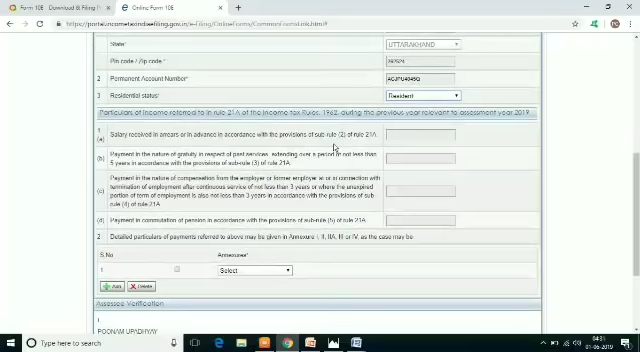 Form 10E - Download & Filing I
Efiling Online Form 10E
https://portal.incometaxindiaefiling.gov.in/e-Filing/OnlineForms/CommonFormsLink.html#
State* UTTARAKHAND
Pin code / Zip code *
2 Permanent Account Number*
3 Residential status* Resident
Particulars of income referred to in rule 21A of the Income tax Rules, 1962, during the previous year relevant to assessment year 2019
1
(a) Salary received in arrears or in advance in accordance with the provisions of sub-rule (2) of rule 21A
(b) Payment in the nature of gratuity in respect of past services, extending over a period of not less than
5 years in accordance with the provisions of sub-rule (3) of rule 21A
Payment in the nature of compensation from the employer or former employer at or in connection with
(c) termination of employment after continuous service of not less than 3 years or where the unexpired
portion of term of employment is also not less than 3 years in accordance with the provisions of sub
rule (4) of rule 21A
(d) Payment in commutation of pension in accordance with the provisions of sub-rule (5) of rule 21A
2 Detailed particulars of payments referred to above may be given in Annexure I, II, IIA, III or IV, as the case may be
S.No Annexures*
1 Select
Add Delete
Assessee Verification
I
POONAM UPADHYAY
Type here to search
04:31
01-06-2019